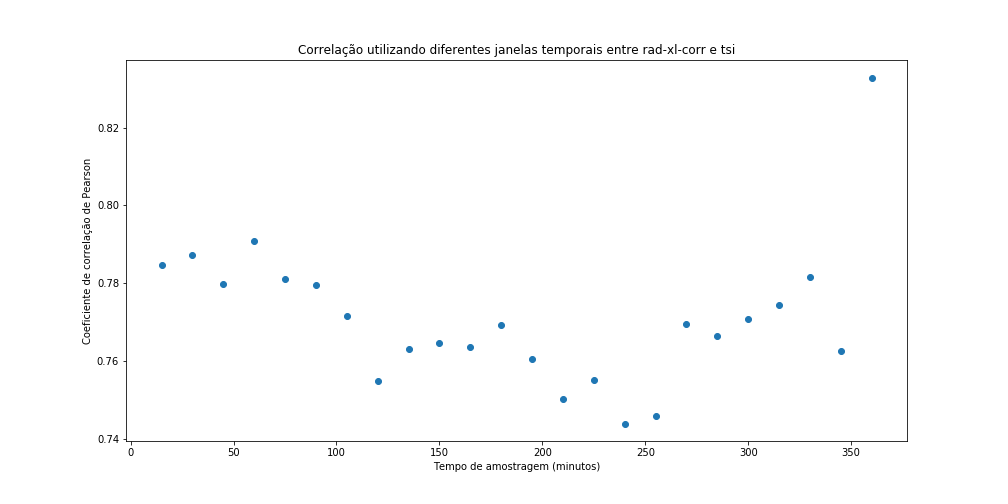 Correlação utilizando diferentes janelas temporais entre rad-xl-corr e tsi
Coeficiente de correlação de Pearson
0.82
0.80
0.78
0.76
0.74
0 50 100 150 200 250 300 350
Tempo de amostragem (minutos)